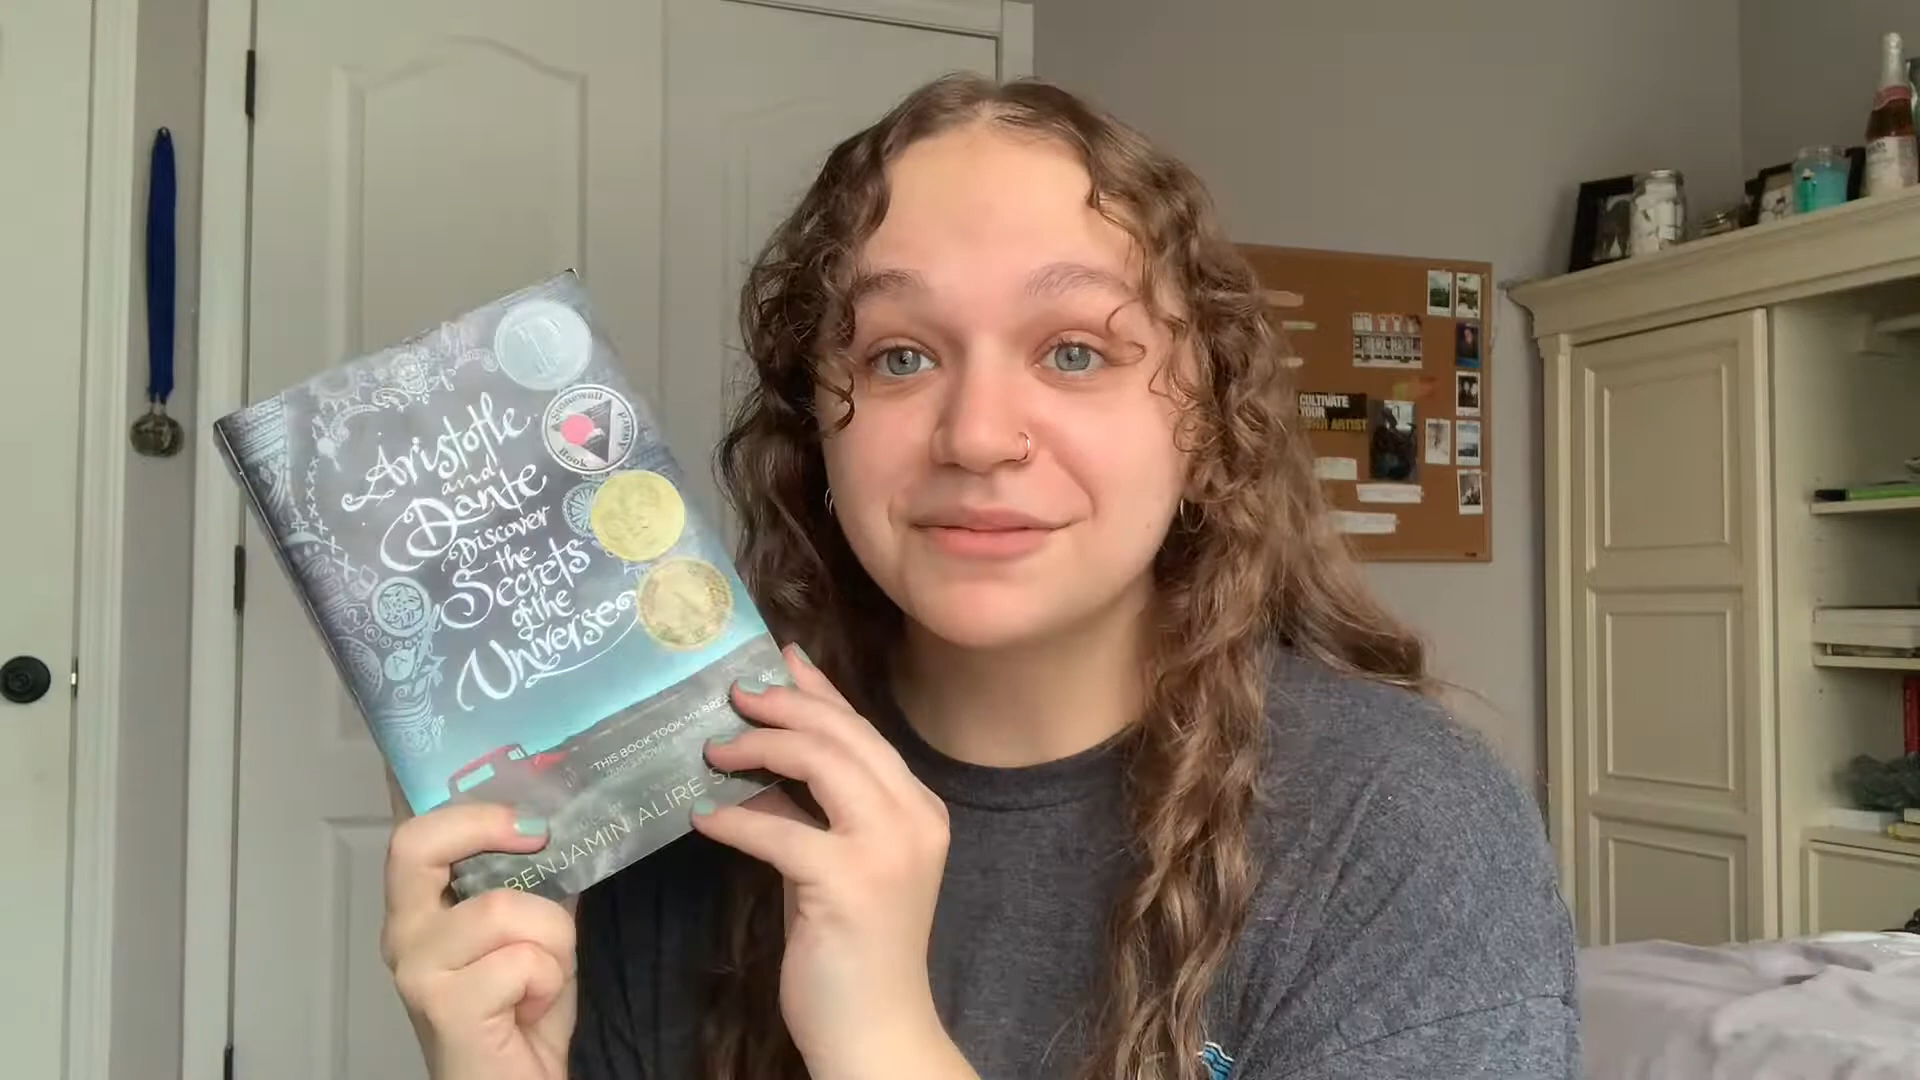 Aristotle
and
Dante
Discover
the
Secrets
of the
Universe
Stonewall
Book
Award
"THIS BOOK TOOK MY
BENJAMIN ALIRE
CULTIVATE
YOUR
ARTIST